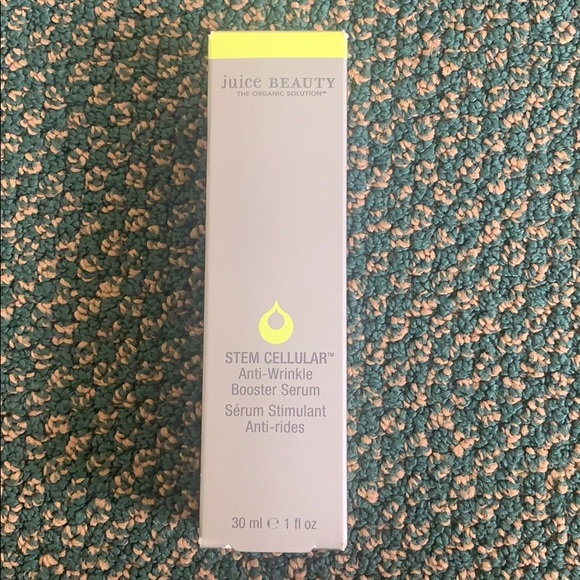 juice BEAUTY
THE ORGANIC SOLUTION™
STEM CELLULAR™
Anti-Wrinkle
Booster Serum
Sérum Stimulant
Anti-rides
30 ml ℮ 1 fl oz